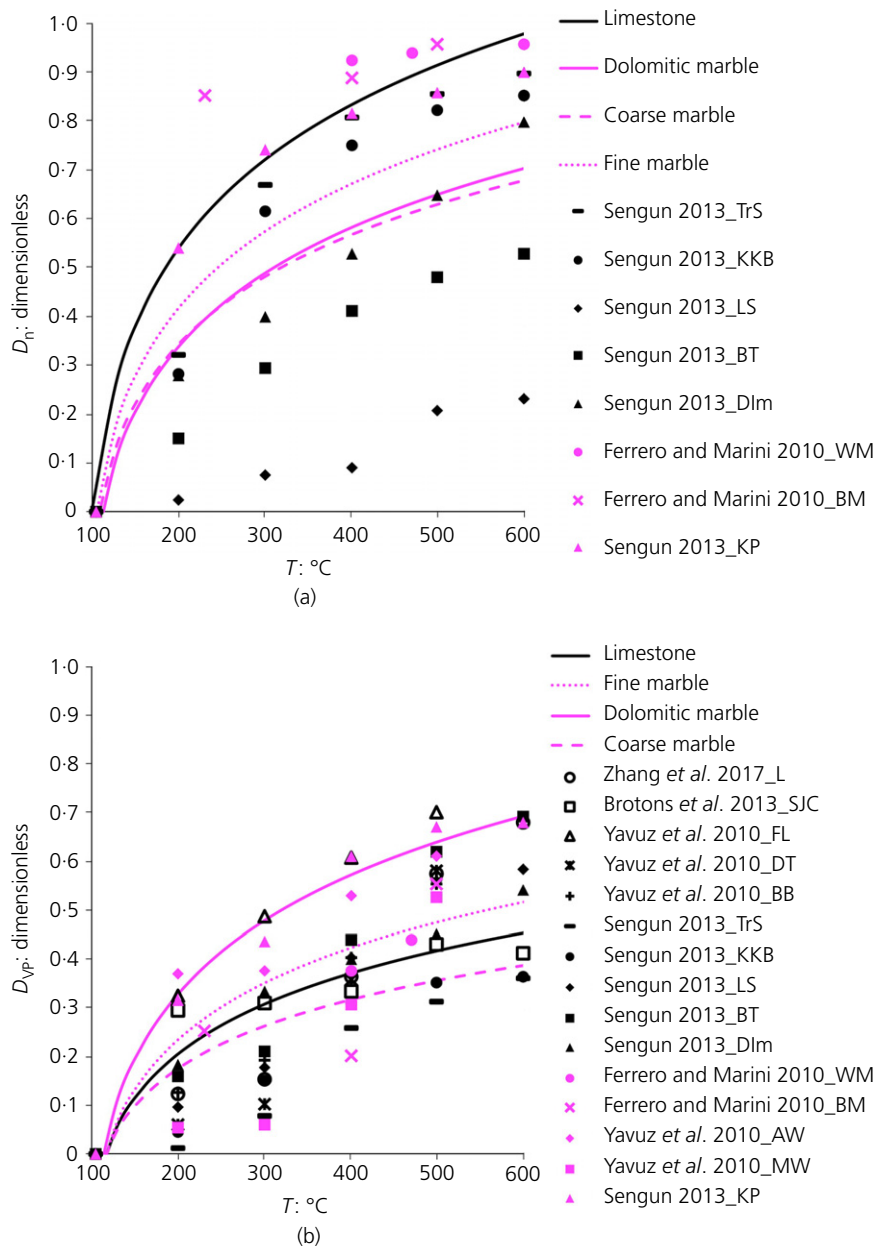 1·0
0·9
0·8
0·7
0·6
0·5
0·4
0·3
0·2
0·1
0
Dn: dimensionless
100 200 300 400 500 600
T: °C
(a)
Limestone
Dolomitic marble
Coarse marble
Fine marble
Sengun 2013_TrS
Sengun 2013_KKB
Sengun 2013_LS
Sengun 2013_BT
Sengun 2013_Dlm
Ferrero and Marini 2010_WM
Ferrero and Marini 2010_BM
Sengun 2013_KP
1·0
0·9
0·8
0·7
0·6
0·5
0·4
0·3
0·2
0·1
0
DVP: dimensionless
100 200 300 400 500 600
T: °C
(b)
Limestone
Fine marble
Dolomitic marble
Coarse marble
Zhang et al. 2017_L
Brotons et al. 2013_SJC
Yavuz et al. 2010_FL
Yavuz et al. 2010_DT
Yavuz et al. 2010_BB
Sengun 2013_TrS
Sengun 2013_KKB
Sengun 2013_LS
Sengun 2013_BT
Sengun 2013_Dlm
Ferrero and Marini 2010_WM
Ferrero and Marini 2010_BM
Yavuz et al. 2010_AW
Yavuz et al. 2010_MW
Sengun 2013_KP